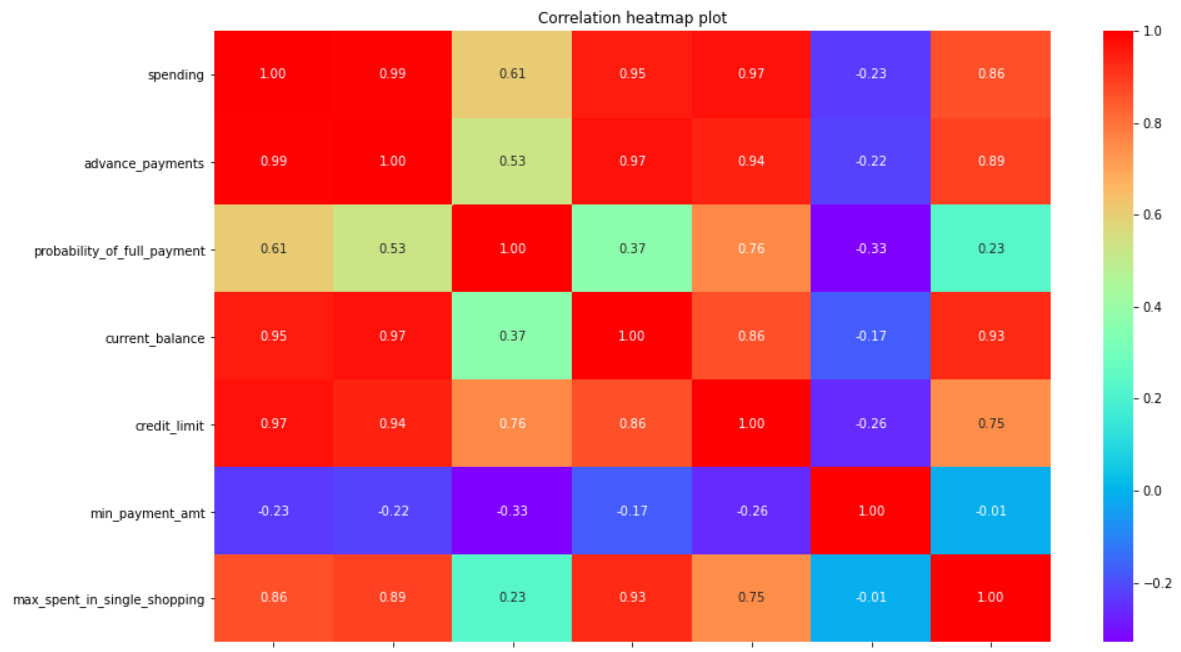 Correlation heatmap plot
spending 1.00 0.99 0.61 0.95 0.97 -0.23 0.86
advance_payments 0.99 1.00 0.53 0.97 0.94 -0.22 0.89
probability_of_full_payment 0.61 0.53 1.00 0.37 0.76 -0.33 0.23
current_balance 0.95 0.97 0.37 1.00 0.86 -0.17 0.93
credit_limit 0.97 0.94 0.76 0.86 1.00 -0.26 0.75
min_payment_amt -0.23 -0.22 -0.33 -0.17 -0.26 1.00 -0.01
max_spent_in_single_shopping 0.86 0.89 0.23 0.93 0.75 -0.01 1.00
1.0
0.8
0.6
0.4
0.2
0.0
−0.2